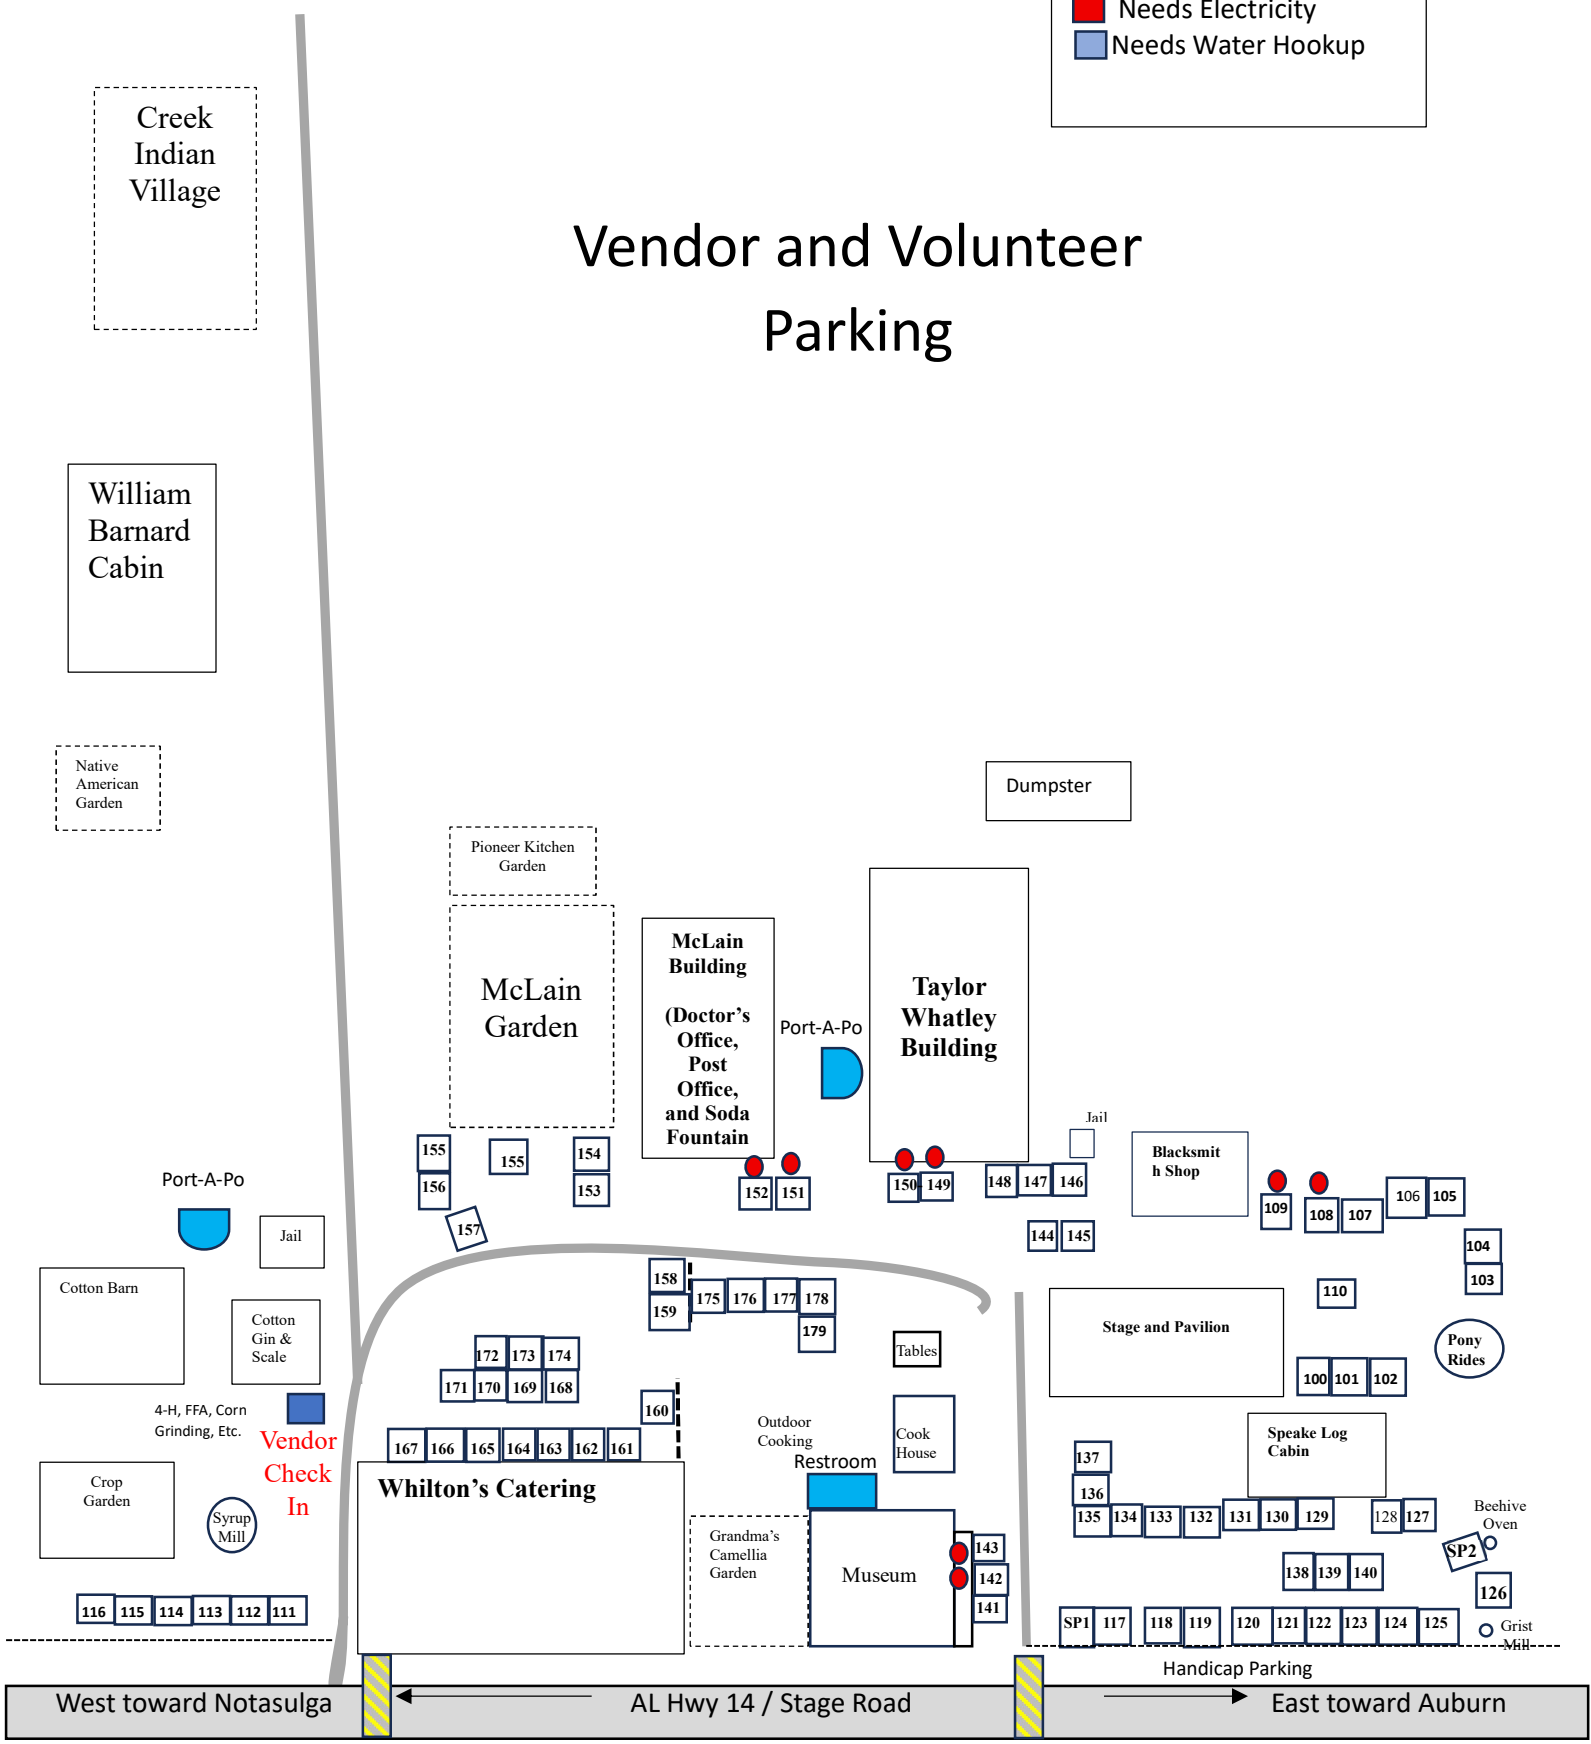 Needs Electricity
Needs Water Hookup
Creek
Indian
Village
Vendor and Volunteer
Parking
William
Barnard
Cabin
Native
American
Garden
Dumpster
Pioneer Kitchen
Garden
McLain
Garden
McLain
Building
(Doctor's
Office,
Post
Office,
and Soda
Fountain
Port-A-Po
Taylor
Whatley
Building
Jail
Blacksmit
h Shop
155
155
154
156
153
157
152
151
150
149
148
147
146
144
145
109
108
107
106
105
104
103
110
Port-A-Po
Jail
Cotton Barn
Cotton
Gin &
Scale
4-H, FFA, Corn
Grinding, Etc.
Vendor
Check
In
Crop
Garden
Syrup
Mill
116 115 114 113 112 111
158
159
175 176 177 178
179
172 173 174
171 170 169 168
160
167 166 165 164 163 162 161
Whilton's Catering
Tables
Outdoor
Cooking
Cook
House
Restroom
Grandma's
Camellia
Garden
Museum
143
142
141
Stage and Pavilion
Pony
Rides
100 101 102
Speake Log
Cabin
137
136
135 134 133 132 131 130 129 128 127
Beehive
Oven
SP2
138 139 140
126
SP1 117 118 119 120 121 122 123 124 125
Grist
Mill
Handicap Parking
West toward Notasulga
AL Hwy 14 / Stage Road
East toward Auburn